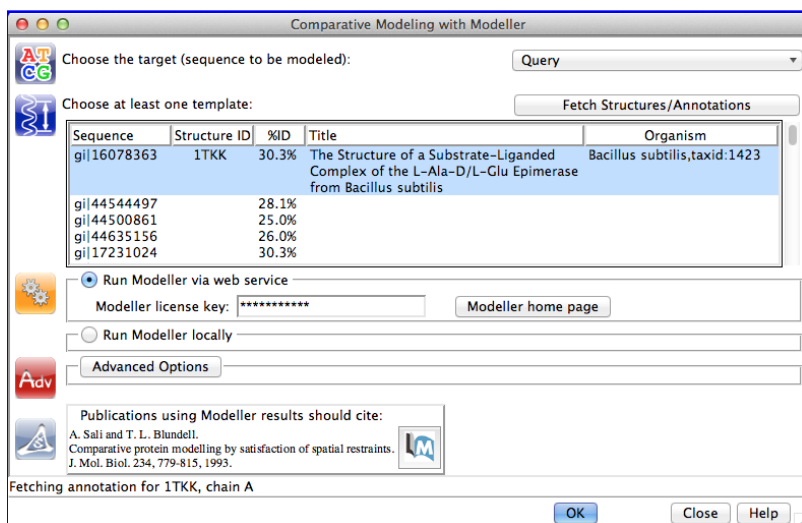 Comparative Modeling with Modeller
AT
CG
Choose the target (sequence to be modeled):
Query
Choose at least one template:
Fetch Structures/Annotations
Sequence Structure ID %ID Title Organism
gi|16078363 1TKK 30.3% The Structure of a Substrate-Liganded Bacillus subtilis,taxid:1423
Complex of the L-Ala-D/L-Glu Epimerase
from Bacillus subtilis
gi|44544497 28.1%
gi|44500861 25.0%
gi|44635156 26.0%
gi|17231024 30.3%
Run Modeller via web service
Modeller license key: *********** Modeller home page
Run Modeller locally
Adv
Advanced Options
Publications using Modeller results should cite:
A. Sali and T. L. Blundell.
Comparative protein modelling by satisfaction of spatial restraints.
J. Mol. Biol. 234, 779-815, 1993.
M
Fetching annotation for 1TKK, chain A
OK Close Help